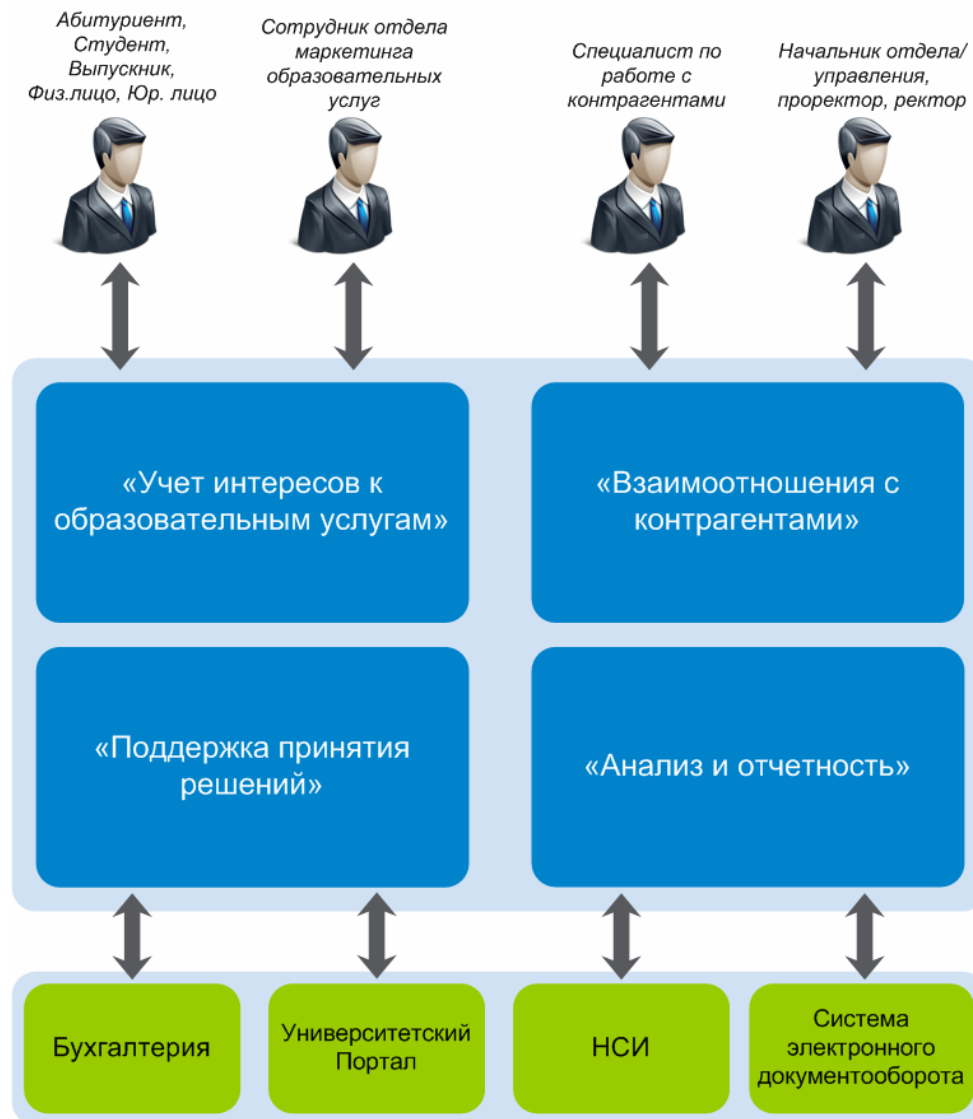 Абитуриент,
Студент,
Выпускник,
Физ.лицо, Юр. лицо
Сотрудник отдела
маркетинга
образовательных
услуг
Специалист по
работе с
контрагентами
Начальник отдела/
управления,
проректор, ректор
«Учет интересов к
образовательным услугам»
«Взаимоотношения с
контрагентами»
«Поддержка принятия
решений»
«Анализ и отчетность»
Бухгалтерия
Университетский
Портал
НСИ
Система
электронного
документооборота